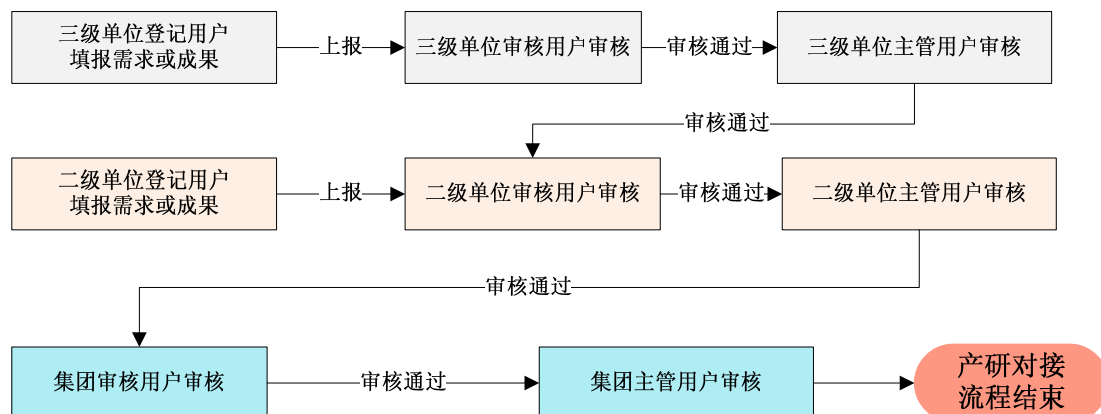 三级单位登记用户
填报需求或成果
上报
三级单位审核用户审核
审核通过
三级单位主管用户审核
审核通过
二级单位登记用户
填报需求或成果
上报
二级单位审核用户审核
审核通过
二级单位主管用户审核
审核通过
集团审核用户审核
审核通过
集团主管用户审核
产研对接
流程结束